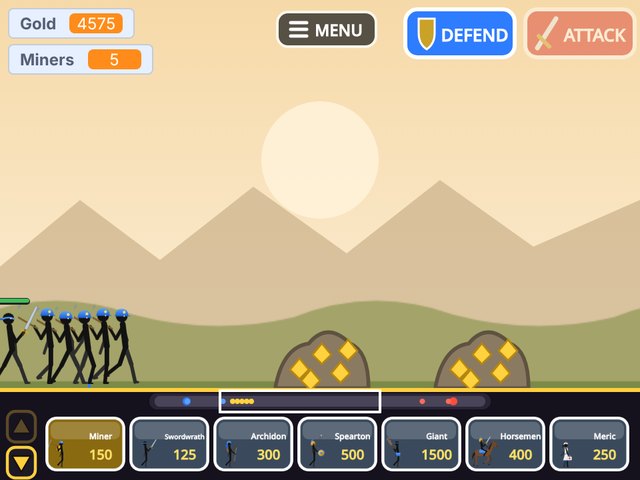 Gold 4575
Miners 5
MENU
DEFEND
ATTACK
Miner
150
Swordwrath
125
Archidon
300
Spearton
500
Giant
1500
Horsemen
400
Meric
250